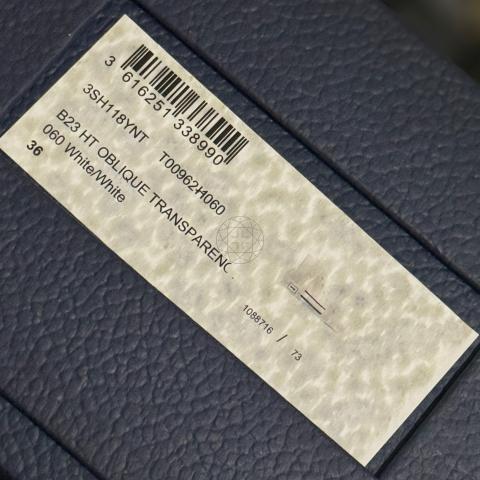 3 616251 338990
3SH118YNT T00962H060
B23 HT OBLIQUE TRANSPARENC
060 White/White
36
1088716 / 73